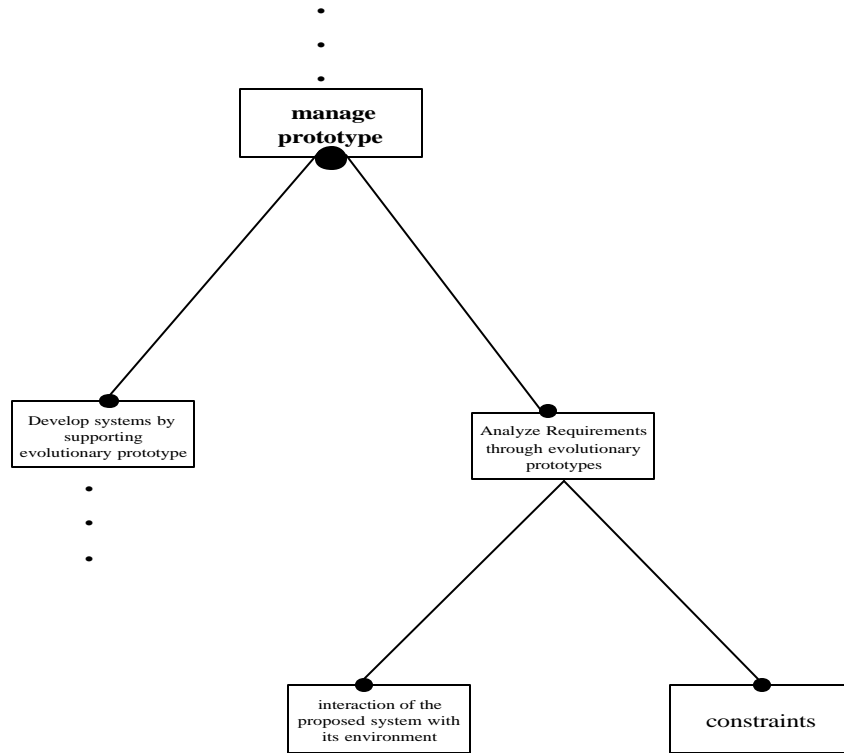 manage
prototype
Develop systems by
supporting
evolutionary prototype
Analyze Requirements
through evolutionary
prototypes
interaction of the
proposed system with
its environment
constraints